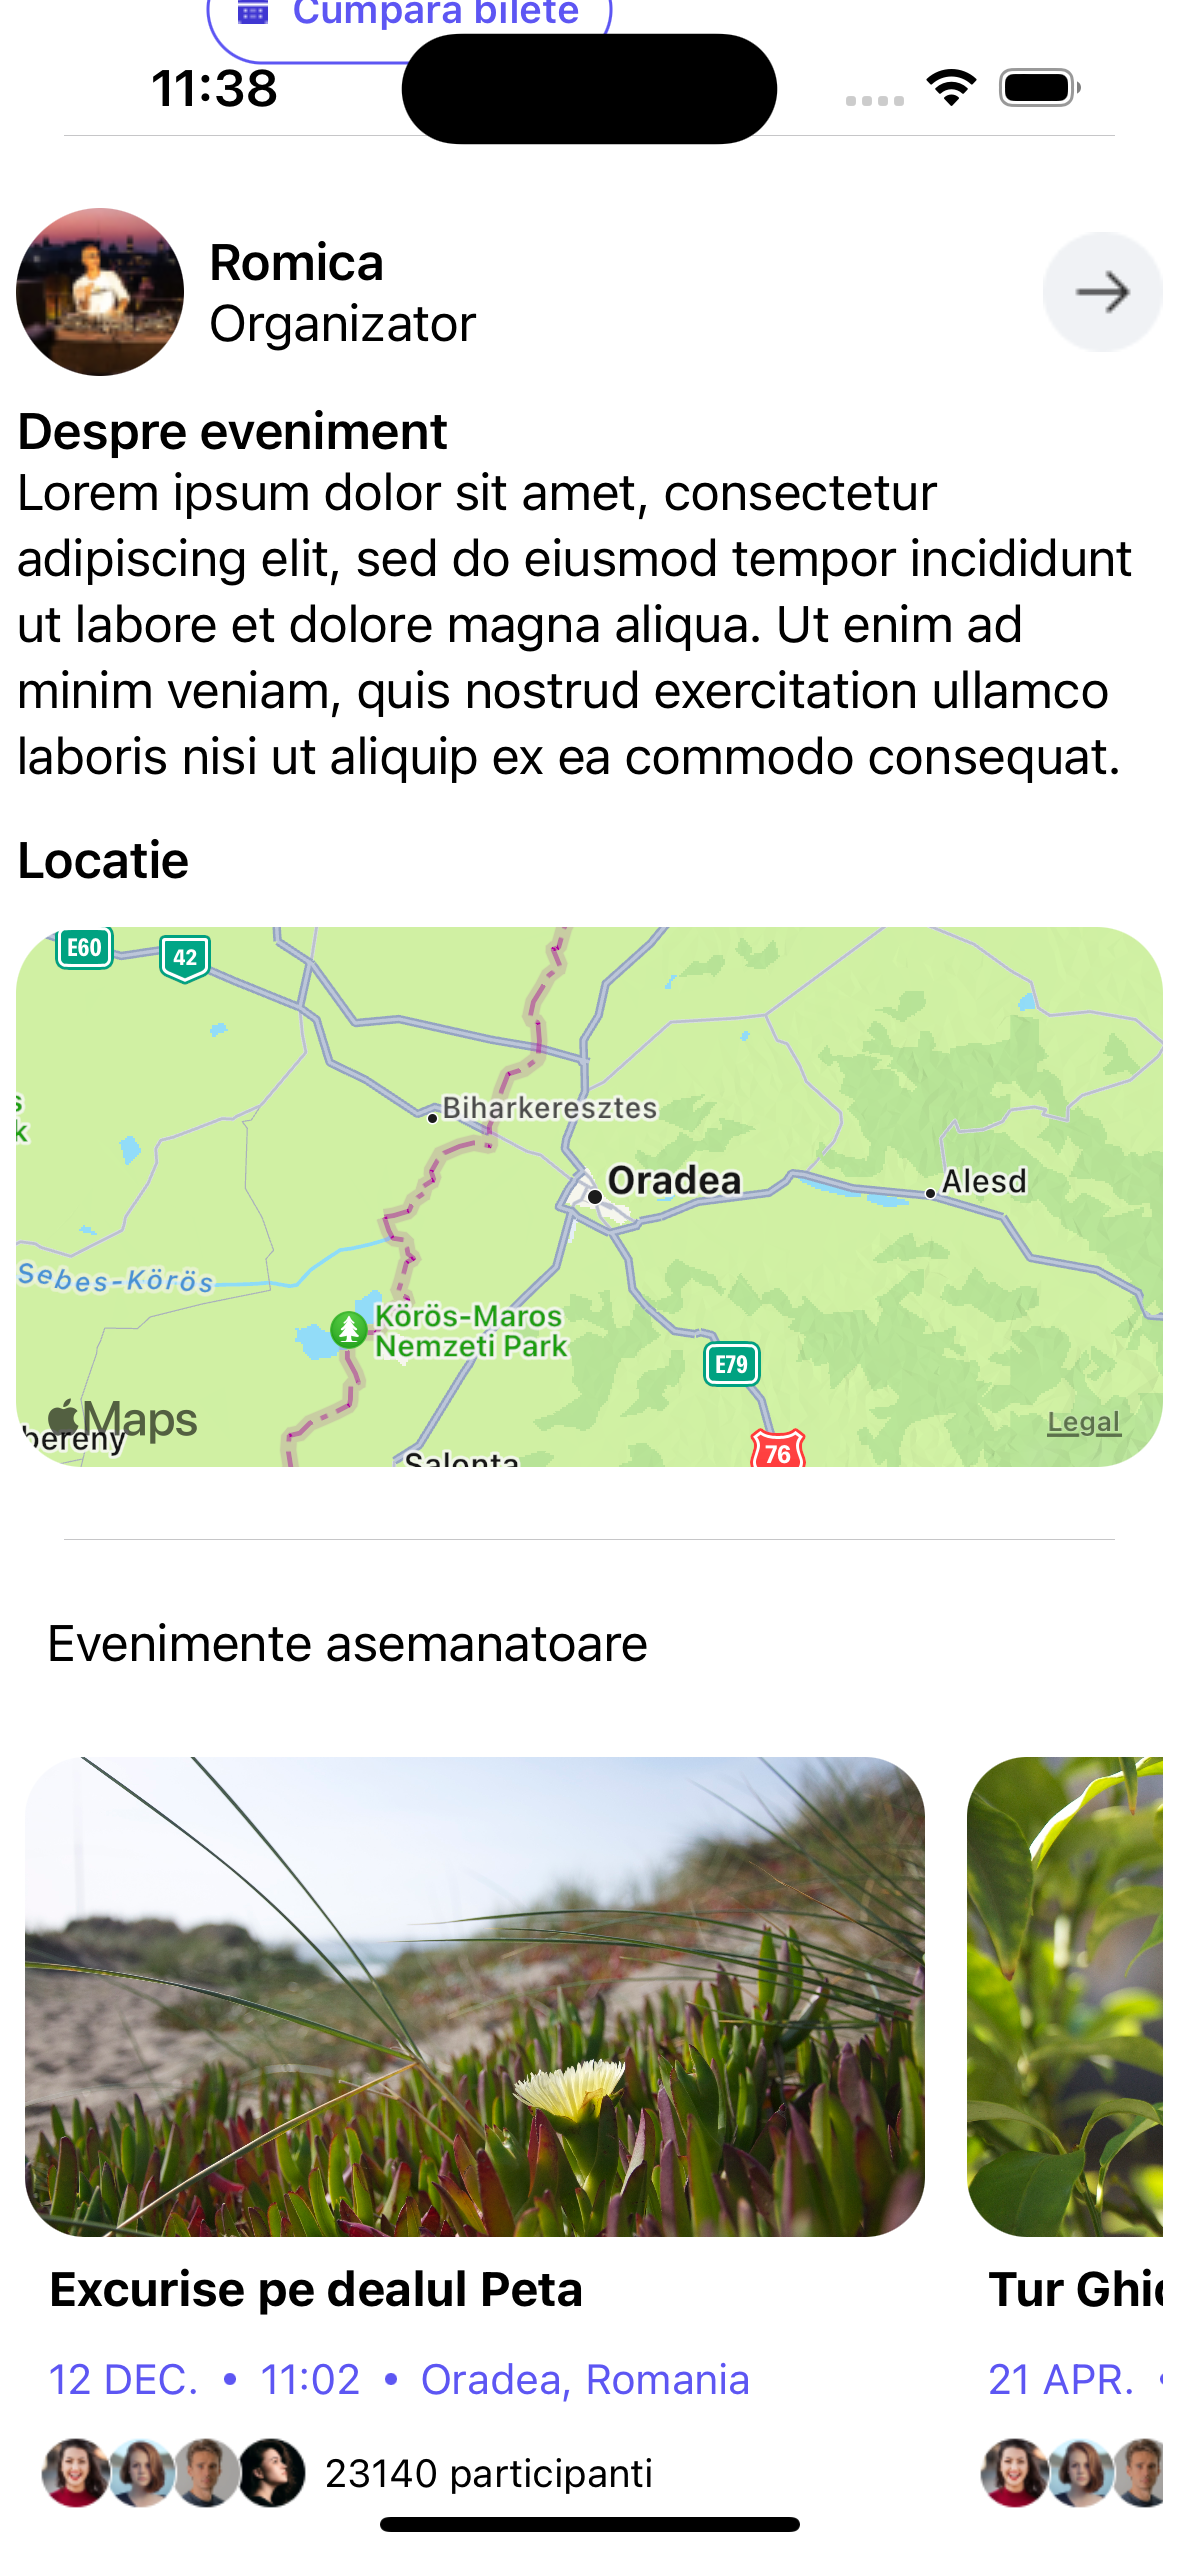 Cumpara bilete
11:38
Romica
Organizator
Despre eveniment
Lorem ipsum dolor sit amet, consectetur
adipiscing elit, sed do eiusmod tempor incididunt
ut labore et dolore magna aliqua. Ut enim ad
minim veniam, quis nostrud exercitation ullamco
laboris nisi ut aliquip ex ea commodo consequat.
Locatie
E60
42
s
k
Biharkeresztes
Oradea
Alesd
Sebes-Körös
Körös-Maros
Nemzeti Park
E79
Maps
bereny
Legal
Salonta
76
Evenimente asemanatoare
Excurise pe dealul Peta
Tur Ghid
12 DEC. • 11:02 • Oradea, Romania
21 APR. •
23140 participanti